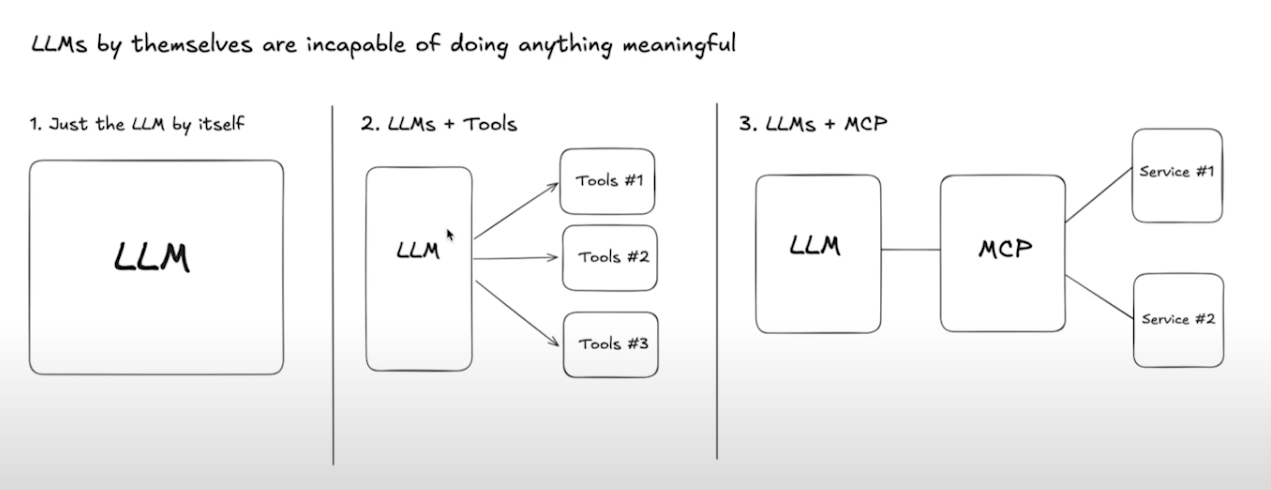 LLMs by themselves are incapable of doing anything meaningful
1. Just the LLM by itself
LLM
2. LLMs + Tools
LLM
Tools #1
Tools #2
Tools #3
3. LLMs + MCP
LLM
MCP
Service #1
Service #2